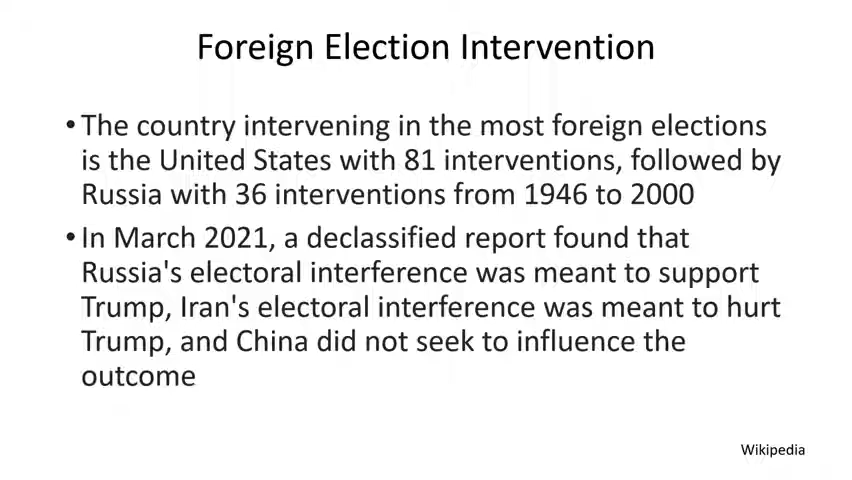 Foreign Election Intervention
• The country intervening in the most foreign elections
is the United States with 81 interventions, followed by
Russia with 36 interventions from 1946 to 2000
• In March 2021, a declassified report found that
Russia's electoral interference was meant to support
Trump, Iran's electoral interference was meant to hurt
Trump, and China did not seek to influence the
outcome
Wikipedia